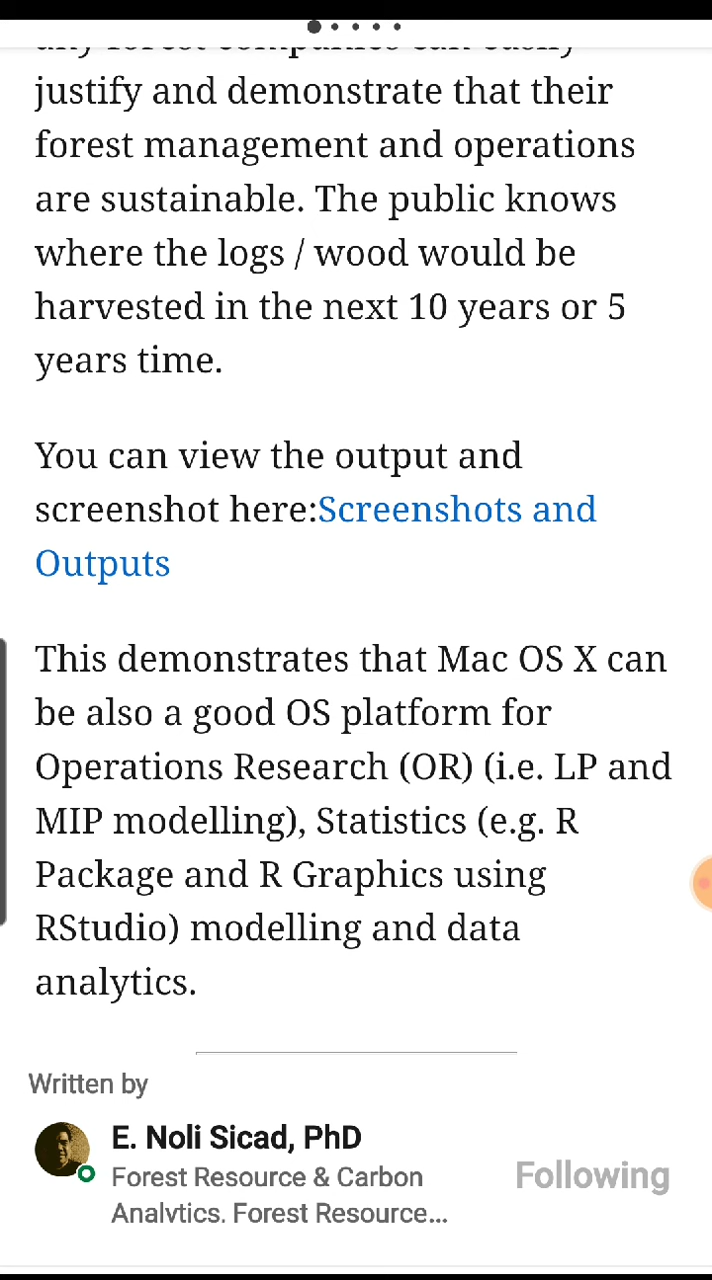 justify and demonstrate that their
forest management and operations
are sustainable. The public knows
where the logs / wood would be
harvested in the next 10 years or 5
years time.
You can view the output and
screenshot here:Screenshots and
Outputs
This demonstrates that Mac OS X can
be also a good OS platform for
Operations Research (OR) (i.e. LP and
MIP modelling), Statistics (e.g. R
Package and R Graphics using
RStudio) modelling and data
analytics.
Written by
E. Noli Sicad, PhD
Forest Resource & Carbon
Following
Analytics. Forest Resource...